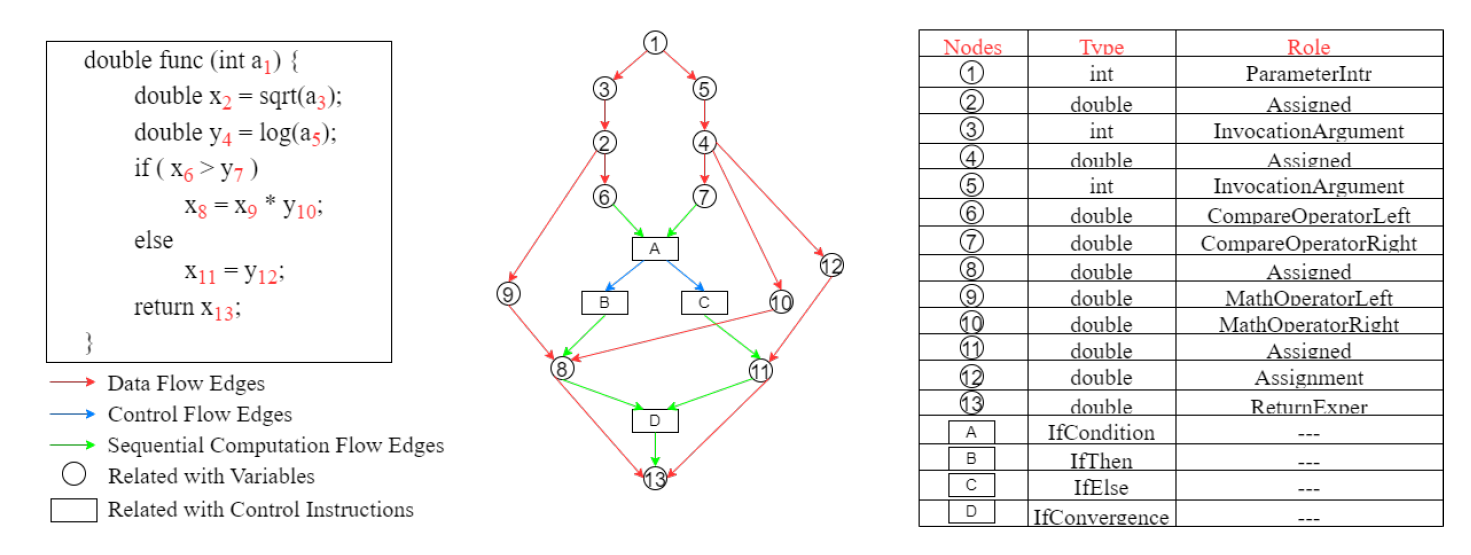 double func (int a1) {
double x2 = sqrt(a3);
double y4 = log(a5);
if ( x6 > y7 )
x8 = x9 * y10;
else
x11 = y12;
return x13;
}
Data Flow Edges
Control Flow Edges
Sequential Computation Flow Edges
Related with Variables
Related with Control Instructions
1
3 5
2 4
6 7
A
12
9 B C 10
8 11
D
13
Nodes Type Role
1 int ParameterIntr
2 double Assigned
3 int InvocationArgument
4 double Assigned
5 int InvocationArgument
6 double CompareOperatorLeft
7 double CompareOperatorRight
8 double Assigned
9 double MathOperatorLeft
10 double MathOperatorRight
11 double Assigned
12 double Assignment
13 double ReturnExper
A IfCondition ---
B IfThen ---
C IfElse ---
D IfConvergence ---